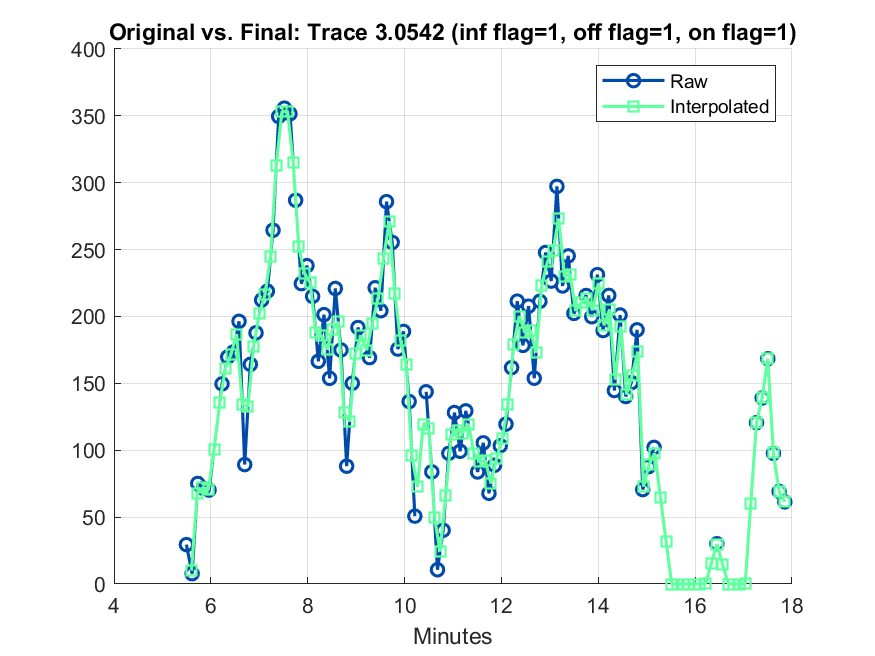 Original vs. Final: Trace 3.0542 (inf flag=1, off flag=1, on flag=1)
400
350
300
250
200
150
100
50
0
Raw
Interpolated
4 6 8 10 12 14 16 18
Minutes